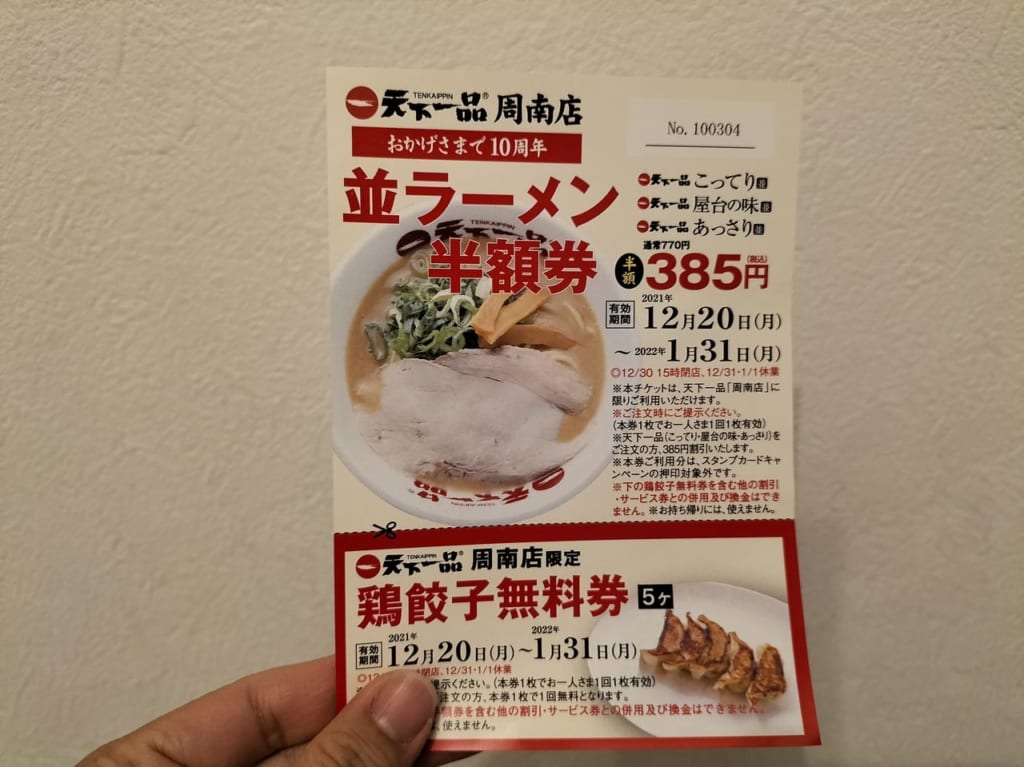 TENKAIPPIN
天下一品® 周南店
おかげさまで10周年
No.100304
並ラーメン
半額券
天下一品 こってり 並
天下一品 屋台の味 並
天下一品 あっさり 並
通常770円
半額 385円 (税込)
有効期間 2021年 12月20日(月)
～2022年 1月31日(月)
◎12/30 15時閉店、12/31・1/1休業
※本チケットは、天下一品「周南店」に
限りご利用いただけます。
※ご注文時にご提示ください。
(本券1枚でお一人さま1回1枚有効)
※天下一品(こってり・屋台の味・あっさり)を
ご注文の方、385円割引いたします。
※本券ご利用分は、スタンプカードキャ
ンペーンの押印対象外です。
※下の鶏餃子無料券を含む他の割引
・サービス券との併用及び換金はでき
ません。※お持ち帰りには、使えません。
TENKAIPPIN
天下一品
天下一品
TENKAIPPIN
天下一品® 周南店限定
鶏餃子無料券 5ヶ
有効期間 2021年 12月20日(月)～2022年 1月31日(月)
時閉店、12/31・1/1休業
提示ください。(本券1枚でお一人さま1回1枚有効)
注文の方、本券1枚で1回無料となります。
額券を含む他の割引・サービス券との併用及び換金はできません。
は、使えません。